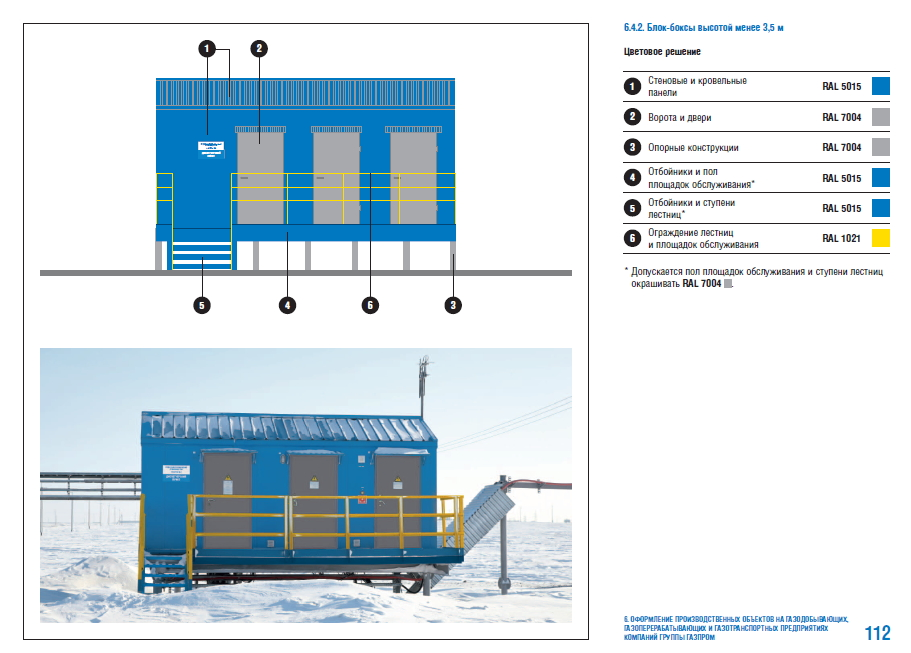 6.4.2. Блок-боксы высотой менее 3,5 м
Цветовое решение
1 Стеновые и кровельные
панели RAL 5015
2 Ворота и двери RAL 7004
3 Опорные конструкции RAL 7004
4 Отбойники и пол
площадок обслуживания* RAL 5015
5 Отбойники и ступени
лестниц* RAL 5015
6 Ограждение лестниц
и площадок обслуживания RAL 1021
* Допускается пол площадок обслуживания и ступени лестниц
окрашивать RAL 7004 .
1 2
5 4 6 3
6. ОФОРМЛЕНИЕ ПРОИЗВОДСТВЕННЫХ ОБЪЕКТОВ НА ГАЗОДОБЫВАЮЩИХ,
ГАЗОПЕРЕРАБАТЫВАЮЩИХ И ГАЗОТРАНСПОРТНЫХ ПРЕДПРИЯТИЯХ
КОМПАНИЙ ГРУППЫ ГАЗПРОМ
112